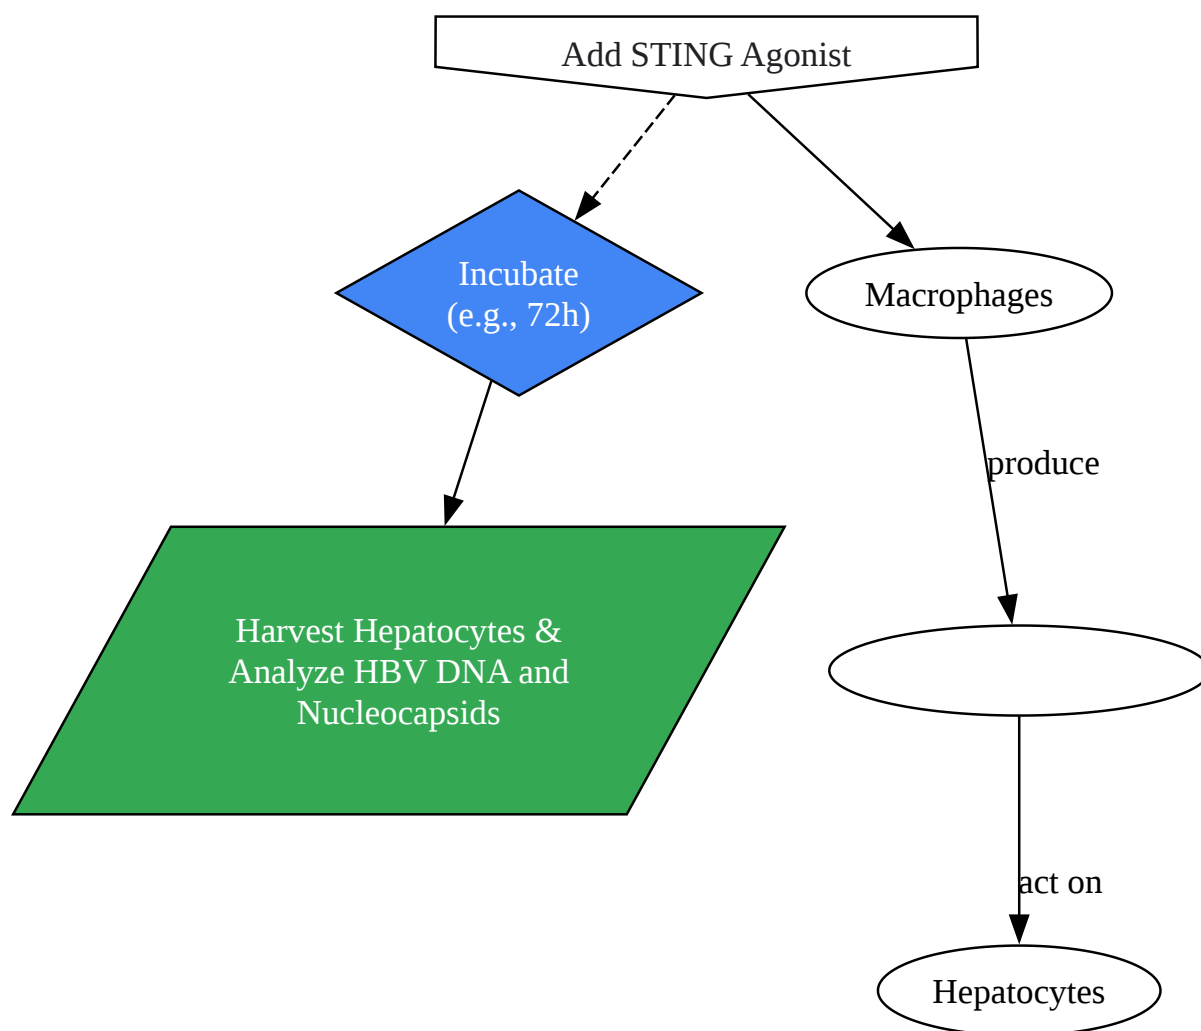 Add STING Agonist
Incubate
(e.g., 72h)
Macrophages
produce
Harvest Hepatocytes &
Analyze HBV DNA and
Nucleocapsids
act on
Hepatocytes